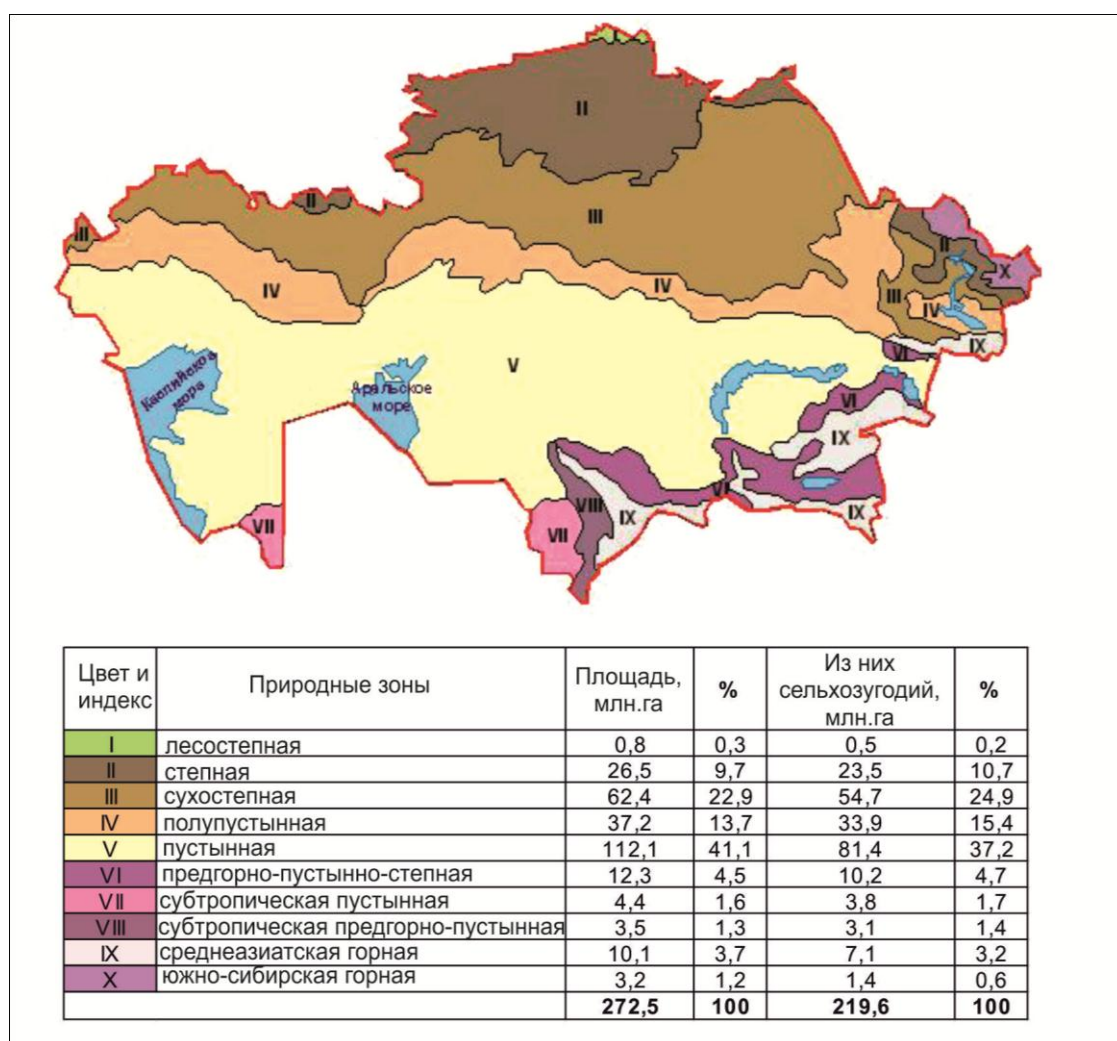 I
II
II
III
III
II
X
IV
IV
III
IV
IX
VI
V
Каспийское
море
Аральское
море
VI
IX
VI
VIII
IX
VII
VII
IX
Цвет и индекс Природные зоны Площадь, млн.га % Из них сельхозугодий, млн.га %
I лесостепная 0,8 0,3 0,5 0,2
II степная 26,5 9,7 23,5 10,7
III сухостепная 62,4 22,9 54,7 24,9
IV полупустынная 37,2 13,7 33,9 15,4
V пустынная 112,1 41,1 81,4 37,2
VI предгорно-пустынно-степная 12,3 4,5 10,2 4,7
VII субтропическая пустынная 4,4 1,6 3,8 1,7
VIII субтропическая предгорно-пустынная 3,5 1,3 3,1 1,4
IX среднеазиатская горная 10,1 3,7 7,1 3,2
X южно-сибирская горная 3,2 1,2 1,4 0,6
272,5 100 219,6 100